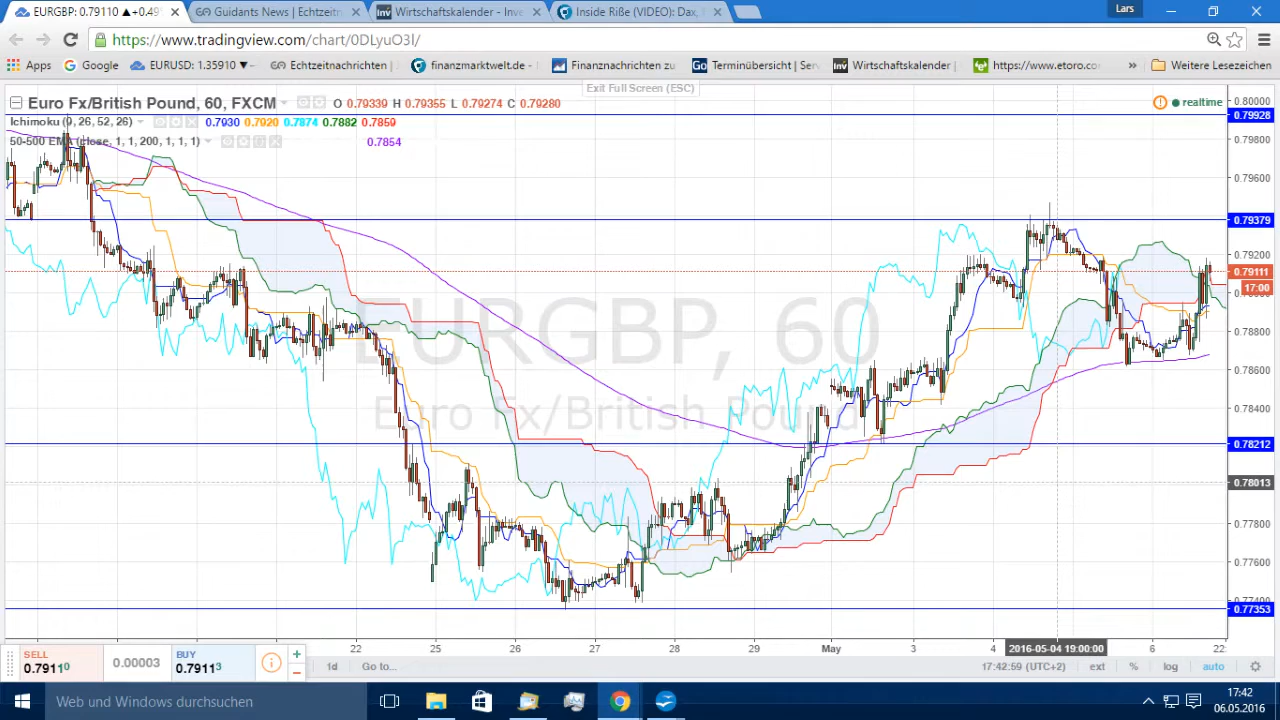 EURGBP: 0.79110 ▲+0.49
Guidants News | Echtzeitn
Wirtschaftskalender - Inve
Inside Riße (VIDEO): Dax,
Lars
https://www.tradingview.com/chart/0DLyuO3l/
Apps
Google
EURUSD: 1.35910
Echtzeitnachrichten |
finanzmarktwelt.de -
Finanznachrichten zu
Terminübersicht | Ser
Wirtschaftskalender |
https://www.etoro.co
»
Weitere Lesezeichen
Exit Full Screen (ESC)
Euro Fx/British Pound, 60, FXCM
O 0.79339 H 0.79355 L 0.79274 C 0.79280
realtime
Ichimoku (9, 26, 52, 26)
0.7930 0.7920 0.7874 0.7882 0.7859
50-500 EMA (close, 1, 1, 200, 1, 1, 1)
0.7854
EURGBP, 60
Euro Fx/British Pound
0.80000
0.79928
0.79800
0.79600
0.79379
0.79200
0.79111
17:00
0.78800
0.78600
0.78400
0.78212
0.78013
0.77800
0.77600
0.77400
0.77353
22
25
26
27
28
29
May
3
4
2016-05-04 19:00:00
6
22:
SELL
0.79110
0.00003
BUY
0.79113
1d
Go to...
17:42:59 (UTC+2)
ext
%
log
auto
Web und Windows durchsuchen
17:42
06.05.2016